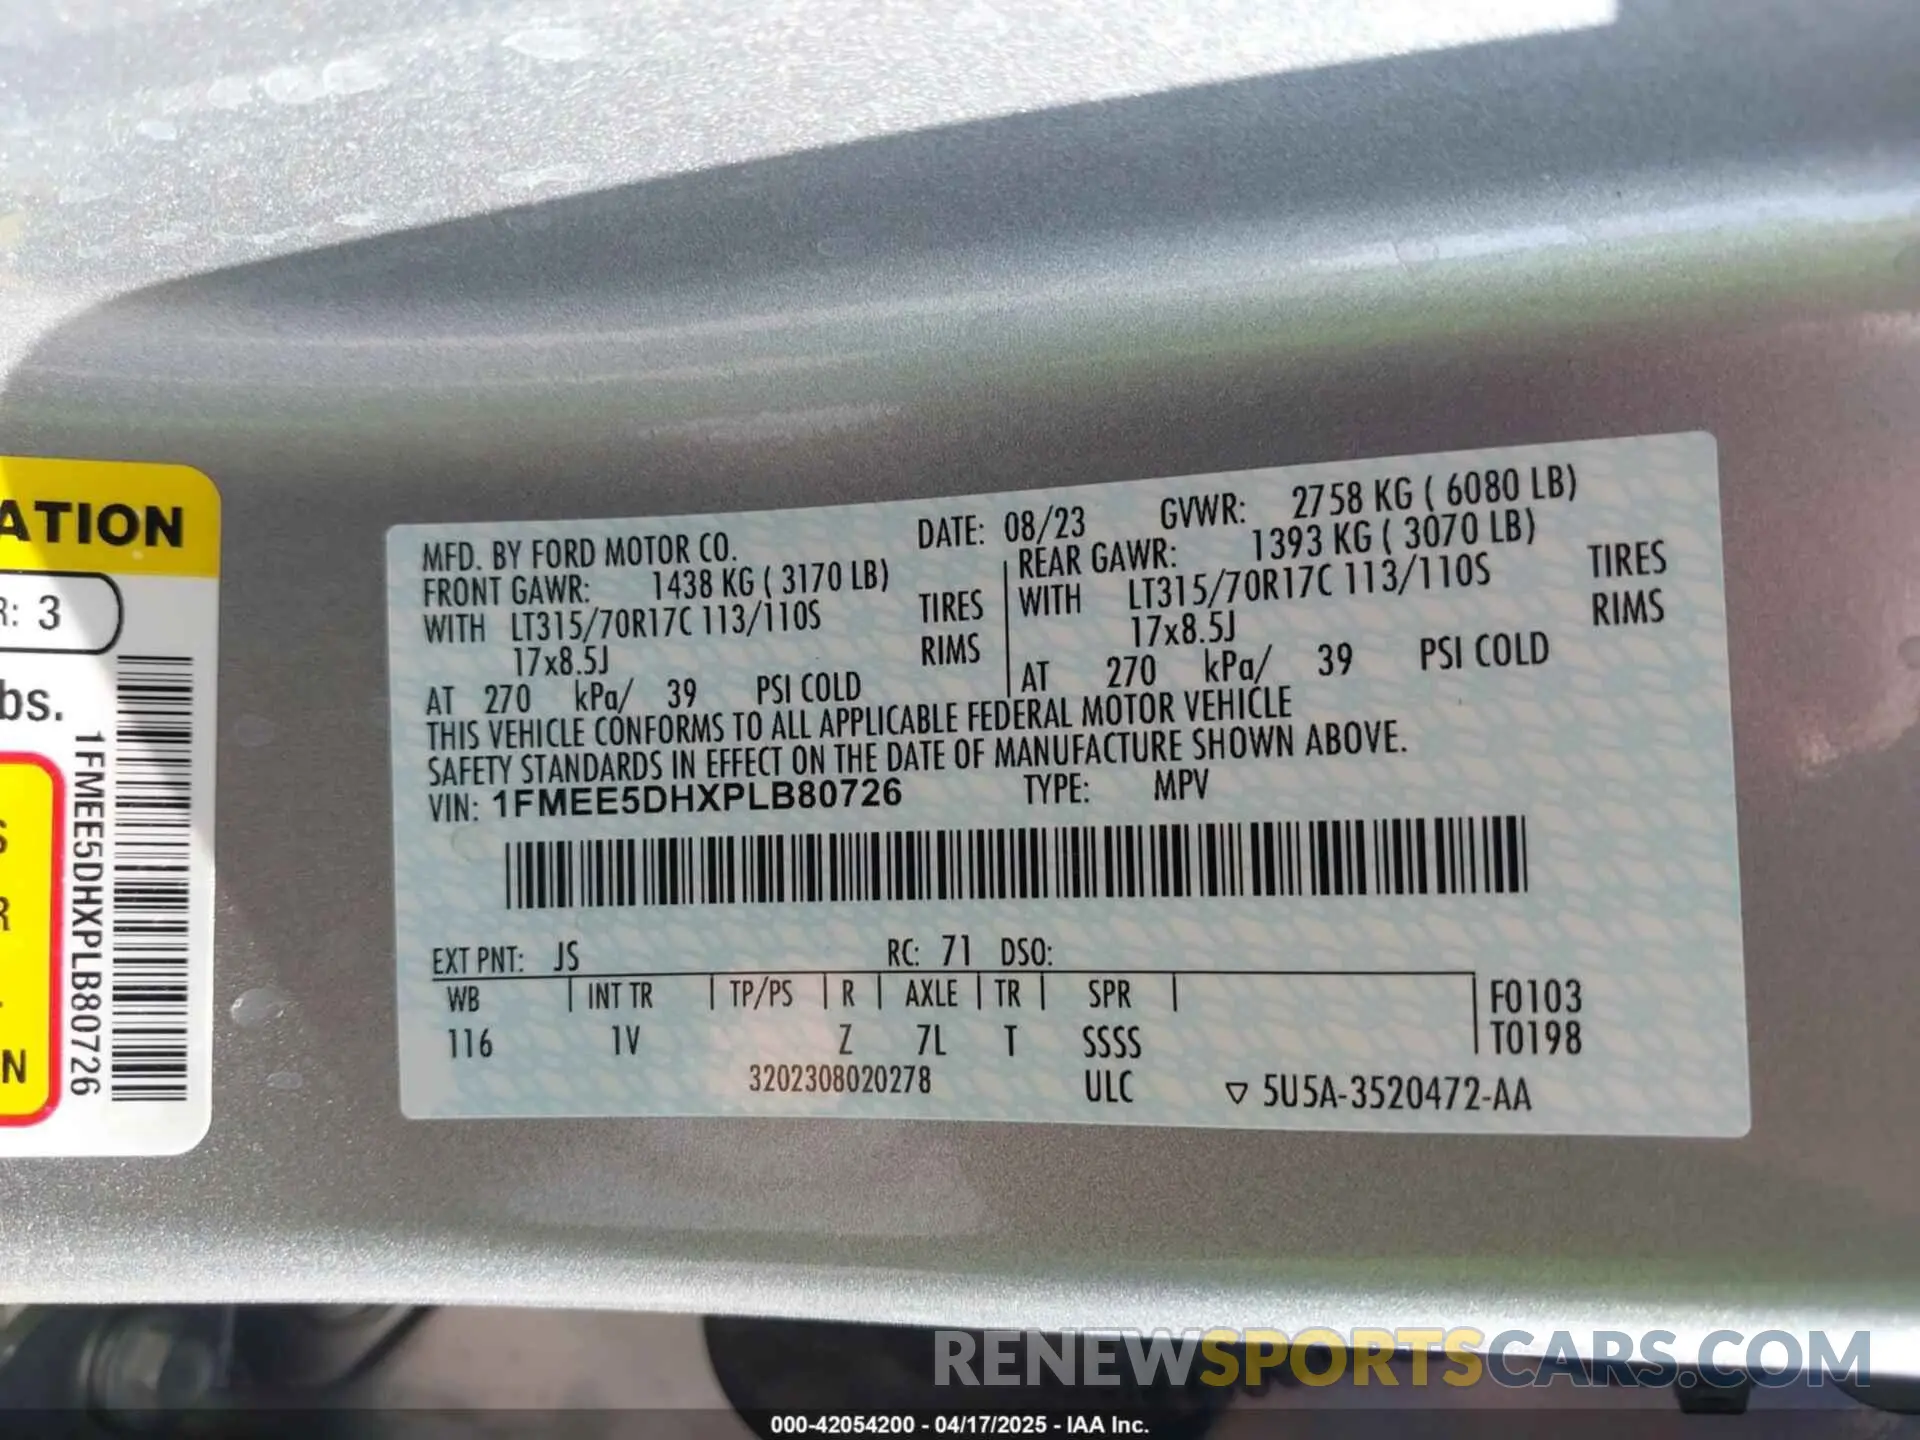 ATION
R: 3
bs.
1FMEE5DHXPLB80726
S
R
N
MFD. BY FORD MOTOR CO. DATE: 08/23 GVWR: 2758 KG ( 6080 LB)
FRONT GAWR: 1438 KG ( 3170 LB) REAR GAWR: 1393 KG ( 3070 LB)
WITH LT315/70R17C 113/110S TIRES WITH LT315/70R17C 113/110S TIRES
17x8.5J RIMS 17x8.5J RIMS
AT 270 kPa/ 39 PSI COLD AT 270 kPa/ 39 PSI COLD
THIS VEHICLE CONFORMS TO ALL APPLICABLE FEDERAL MOTOR VEHICLE
SAFETY STANDARDS IN EFFECT ON THE DATE OF MANUFACTURE SHOWN ABOVE.
VIN: 1FMEE5DHXPLB80726 TYPE: MPV
EXT PNT: JS RC: 71 DSO:
WB INT TR TP/PS R AXLE TR SPR F0103
116 1V Z 7L T SSSS T0198
3202308020278 ULC ▽ 5U5A-3520472-AA
RENEWSPORTSCARS.COM
000-42054200 - 04/17/2025 - IAA Inc.